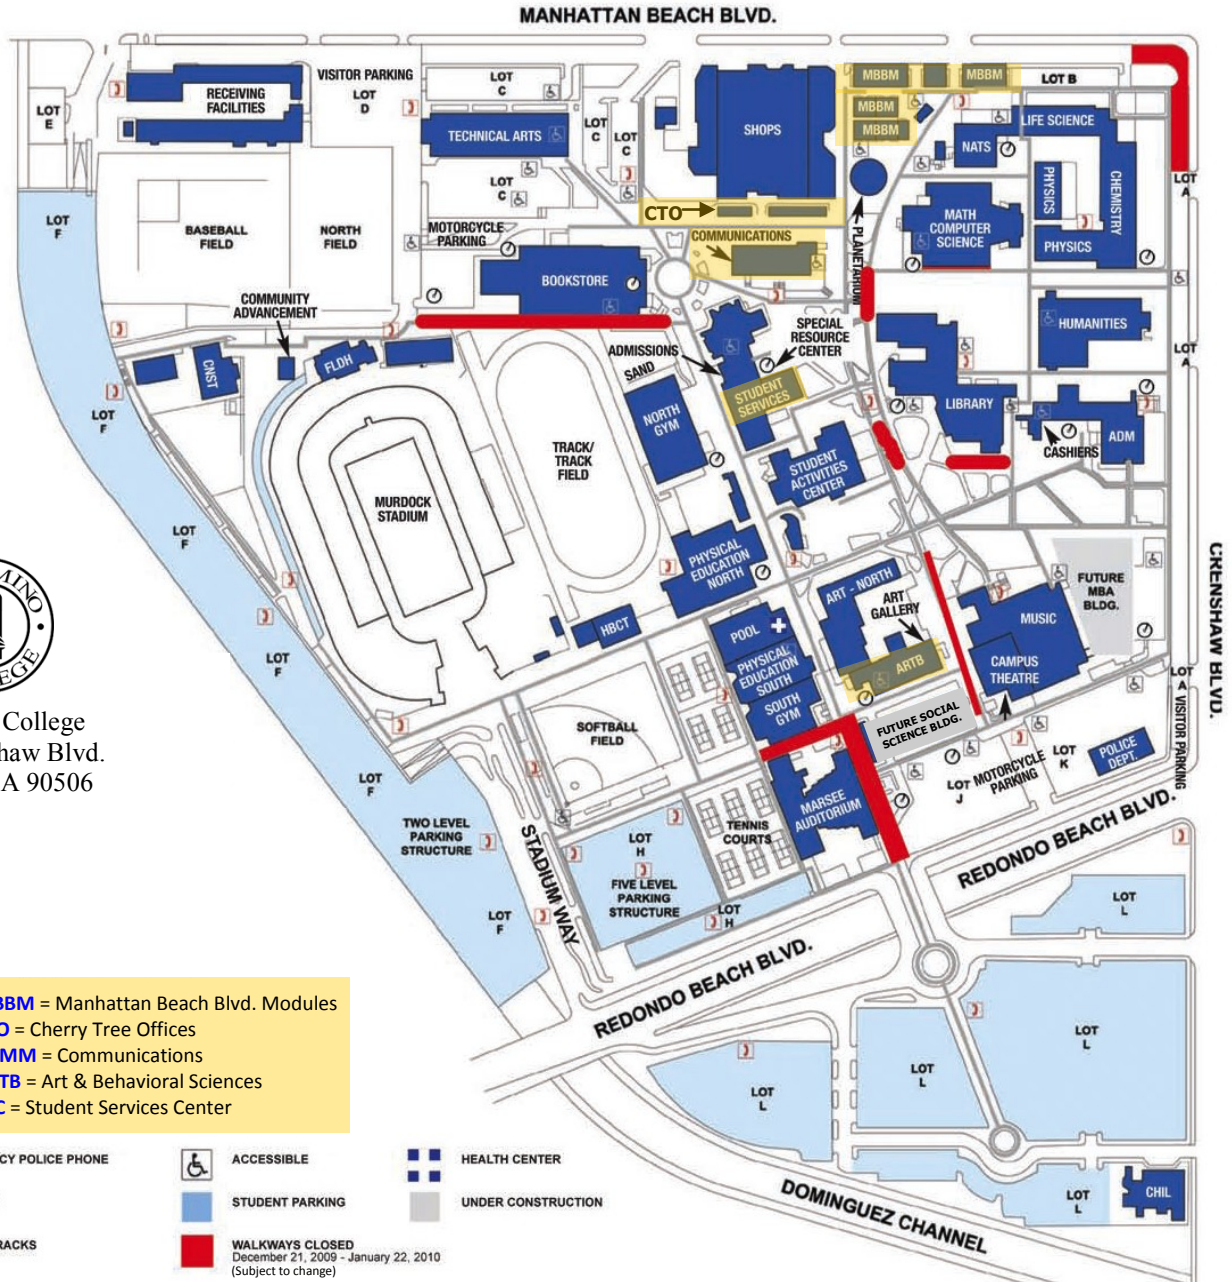 MANHATTAN BEACH BLVD.
VISITOR PARKING
LOT
D
RECEIVING
FACILITIES
LOT
E
LOT
C
LOT
C
LOT
C
LOT
C
TECHNICAL ARTS
SHOPS
MBBM
MBBM
MBBM
MBBM
LOT B
LIFE SCIENCE
NATS
CHEMISTRY
PHYSICS
PHYSICS
LOT
A
MATH
COMPUTER
SCIENCE
PLANETARIUM
CTO
COMMUNICATIONS
MOTORCYCLE
PARKING
BASEBALL
FIELD
NORTH
FIELD
LOT
F
BOOKSTORE
COMMUNITY
ADVANCEMENT
CNST
FLDH
ADMISSIONS
SPECIAL
RESOURCE
CENTER
HUMANITIES
LOT
A
SAND
STUDENT
SERVICES
NORTH
GYM
LIBRARY
CASHIERS
ADM
LOT
F
TRACK/
TRACK
FIELD
STUDENT
ACTIVITIES
CENTER
MURDOCK
STADIUM
LOT
F
PHYSICAL
EDUCATION
NORTH
ART - NORTH
ART
GALLERY
FUTURE
MBA
BLDG.
CRENSHAW BLVD.
HBCT
POOL
PHYSICAL
EDUCATION
SOUTH
SOUTH
GYM
ARTB
MUSIC
CAMPUS
THEATRE
LOT
F
LOT
A VISITOR PARKING
MINO
EGE
College
haw Blvd.
A 90506
SOFTBALL
FIELD
FUTURE SOCIAL
SCIENCE BLDG.
POLICE
DEPT.
LOT
K
MOTORCYCLE
PARKING
LOT
J
MARSEE
AUDITORIUM
LOT
F
TWO LEVEL
PARKING
STRUCTURE
STADIUM WAY
LOT
H
FIVE LEVEL
PARKING
STRUCTURE
TENNIS
COURTS
LOT
H
LOT
F
REDONDO BEACH BLVD.
REDONDO BEACH BLVD.
LOT
L
LOT
L
LOT
L
LOT
L
LOT
L
CHIL
DOMINGUEZ CHANNEL
BBM = Manhattan Beach Blvd. Modules
O = Cherry Tree Offices
MM = Communications
TB = Art & Behavioral Sciences
C = Student Services Center
CY POLICE PHONE
ACCESSIBLE
HEALTH CENTER
STUDENT PARKING
UNDER CONSTRUCTION
RACKS
WALKWAYS CLOSED
December 21, 2009 - January 22, 2010
(Subject to change)